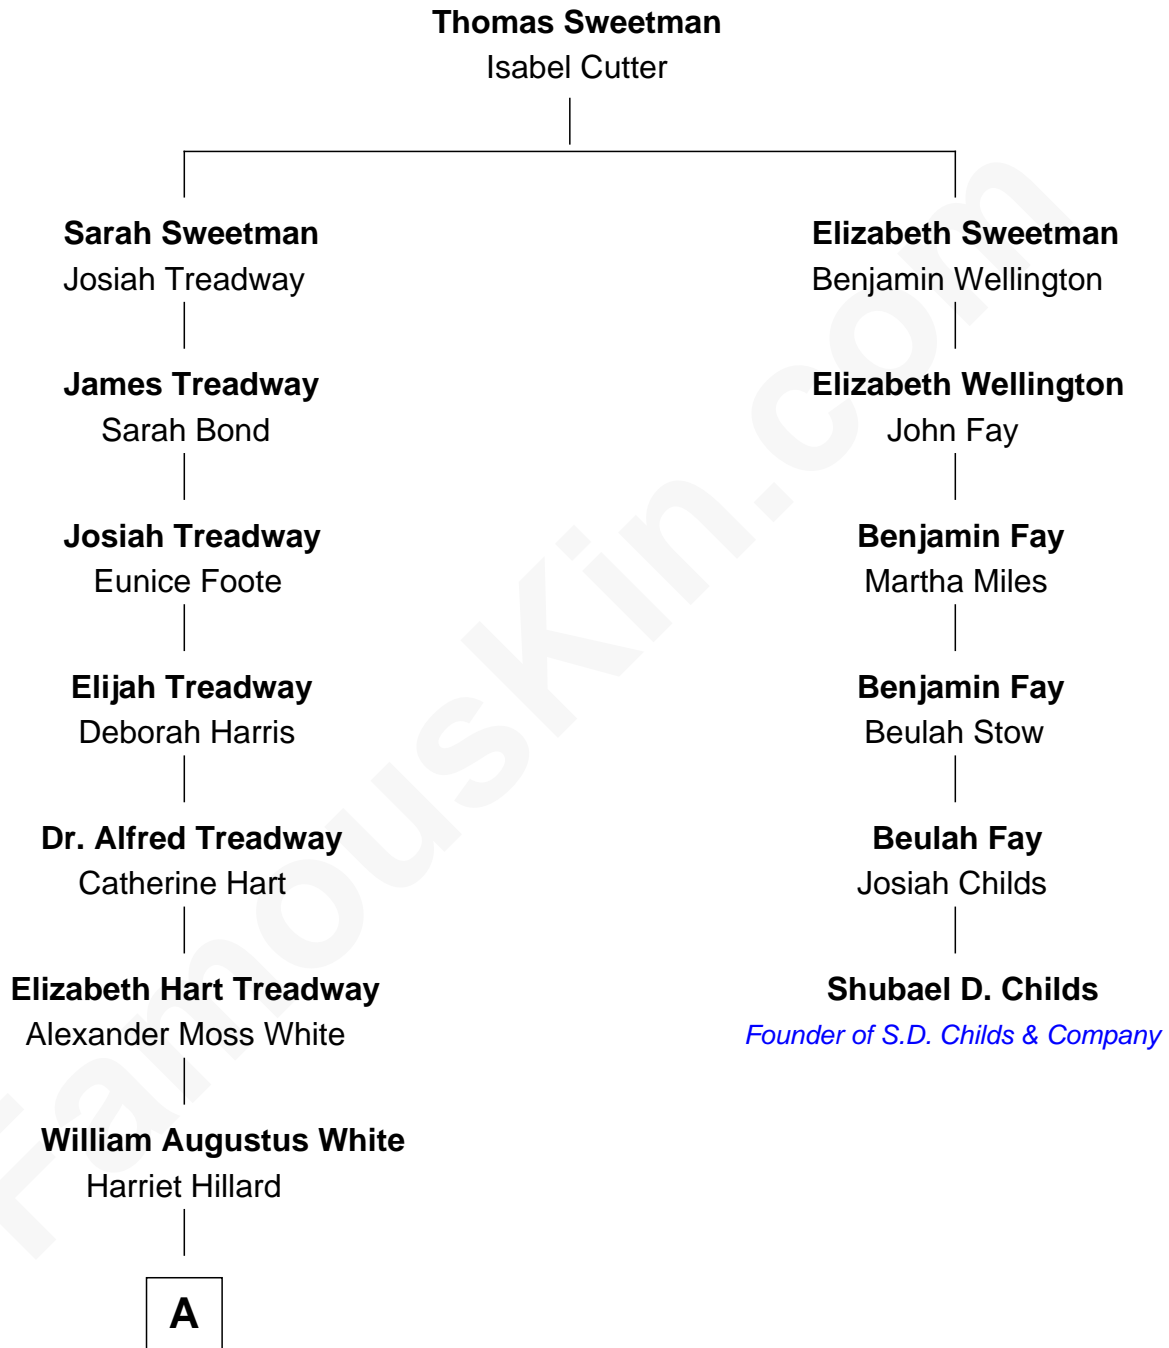 Thomas Sweetman
Isabel Cutter
Sarah Sweetman
Josiah Treadway
Elizabeth Sweetman
Benjamin Wellington
James Treadway
Sarah Bond
Elizabeth Wellington
John Fay
Josiah Treadway
Eunice Foote
Benjamin Fay
Martha Miles
Elijah Treadway
Deborah Harris
Benjamin Fay
Beulah Stow
Dr. Alfred Treadway
Catherine Hart
Beulah Fay
Josiah Childs
Elizabeth Hart Treadway
Alexander Moss White
Shubael D. Childs
Founder of S.D. Childs & Company
William Augustus White
Harriet Hillard
A
FamousKin.com